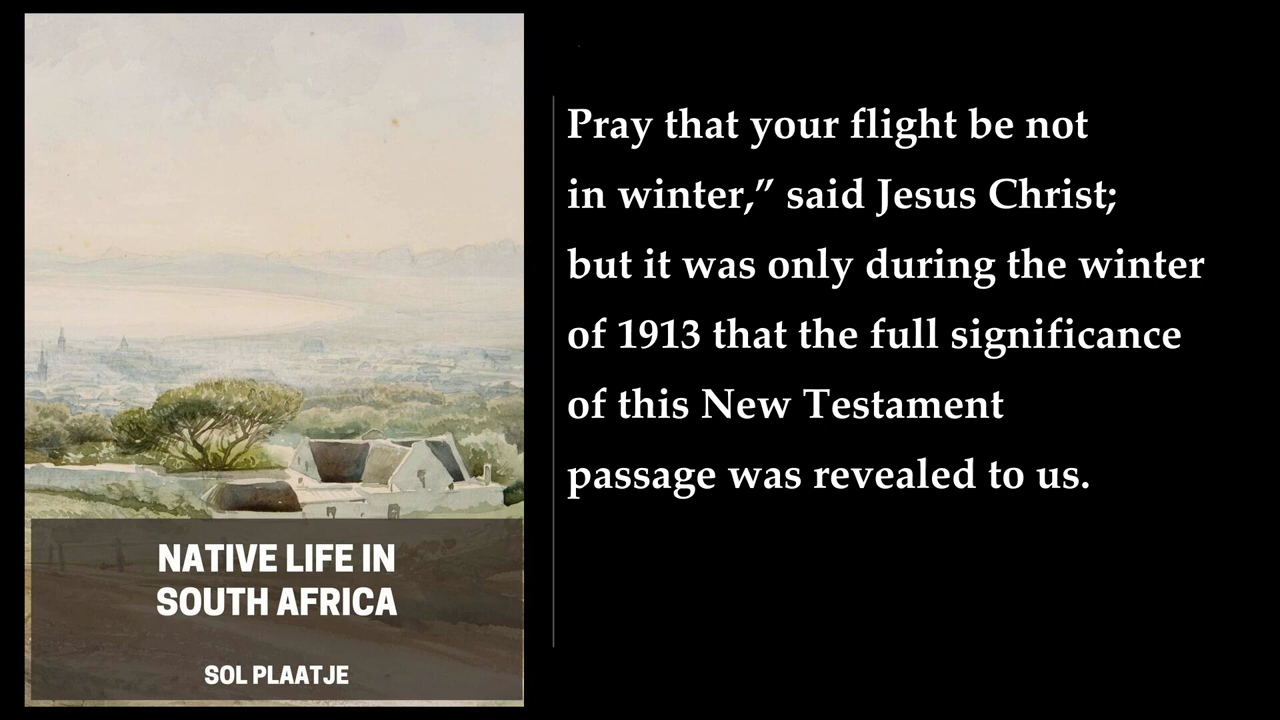 NATIVE LIFE IN
SOUTH AFRICA
SOL PLAATJE
Pray that your flight be not
in winter,” said Jesus Christ;
but it was only during the winter
of 1913 that the full significance
of this New Testament
passage was revealed to us.